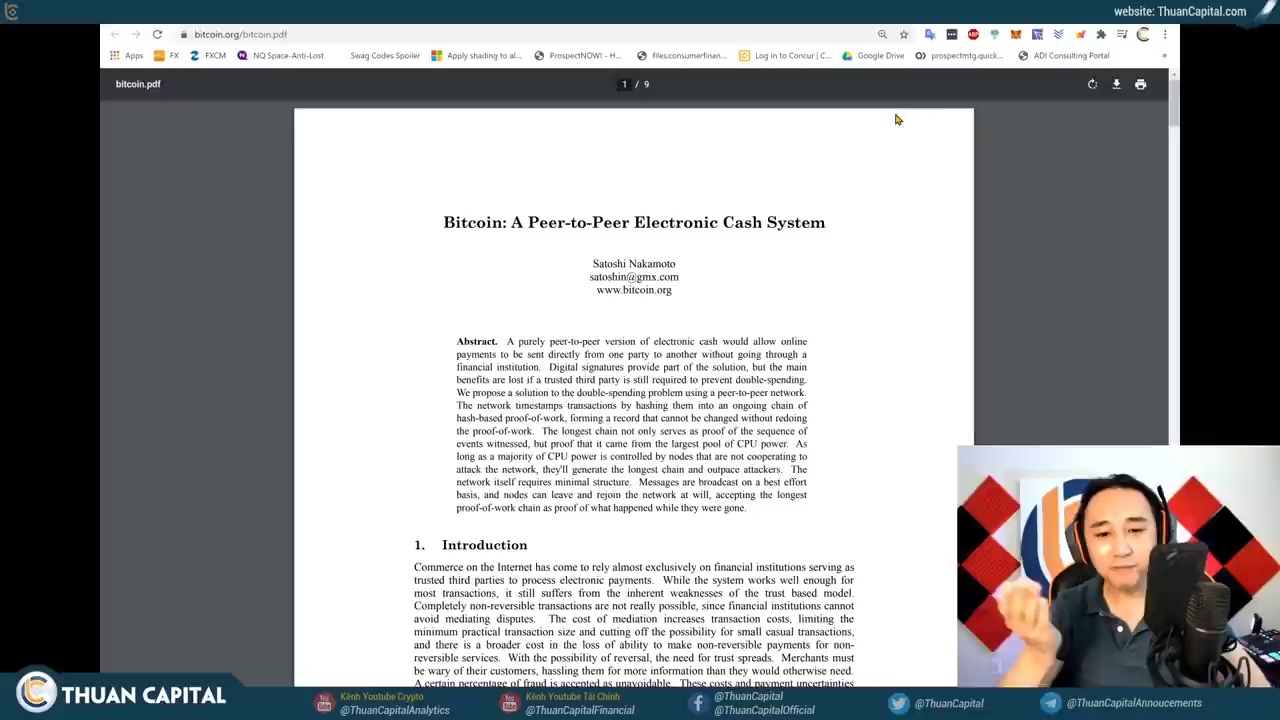 website: ThuanCapital.com
bitcoin.org/bitcoin.pdf
Apps FX FXCM NQ Space-Anti-Lost Swag Codes Spoiler Apply shading to al... ProspectNOW! - H... files.consumerfinan... Log in to Concur | C... Google Drive prospectmtg.quick... ADI Consulting Portal »
bitcoin.pdf 1 / 9
Bitcoin: A Peer-to-Peer Electronic Cash System
Satoshi Nakamoto
satoshin@gmx.com
www.bitcoin.org
Abstract. A purely peer-to-peer version of electronic cash would allow online
payments to be sent directly from one party to another without going through a
financial institution. Digital signatures provide part of the solution, but the main
benefits are lost if a trusted third party is still required to prevent double-spending.
We propose a solution to the double-spending problem using a peer-to-peer network.
The network timestamps transactions by hashing them into an ongoing chain of
hash-based proof-of-work, forming a record that cannot be changed without redoing
the proof-of-work. The longest chain not only serves as proof of the sequence of
events witnessed, but proof that it came from the largest pool of CPU power. As
long as a majority of CPU power is controlled by nodes that are not cooperating to
attack the network, they'll generate the longest chain and outpace attackers. The
network itself requires minimal structure. Messages are broadcast on a best effort
basis, and nodes can leave and rejoin the network at will, accepting the longest
proof-of-work chain as proof of what happened while they were gone.
1. Introduction
Commerce on the Internet has come to rely almost exclusively on financial institutions serving as
trusted third parties to process electronic payments. While the system works well enough for
most transactions, it still suffers from the inherent weaknesses of the trust based model.
Completely non-reversible transactions are not really possible, since financial institutions cannot
avoid mediating disputes. The cost of mediation increases transaction costs, limiting the
minimum practical transaction size and cutting off the possibility for small casual transactions,
and there is a broader cost in the loss of ability to make non-reversible payments for non-
reversible services. With the possibility of reversal, the need for trust spreads. Merchants must
be wary of their customers, hassling them for more information than they would otherwise need.
A certain percentage of fraud is accepted as unavoidable. These costs and payment uncertainties
THUAN CAPITAL
Kênh Youtube Crypto
@ThuanCapitalAnalytics
Kênh Youtube Tài Chính
@ThuanCapitalFinancial
@ThuanCapital
@ThuanCapitalOfficial
@ThuanCapital
@ThuanCapitalAnnoucements